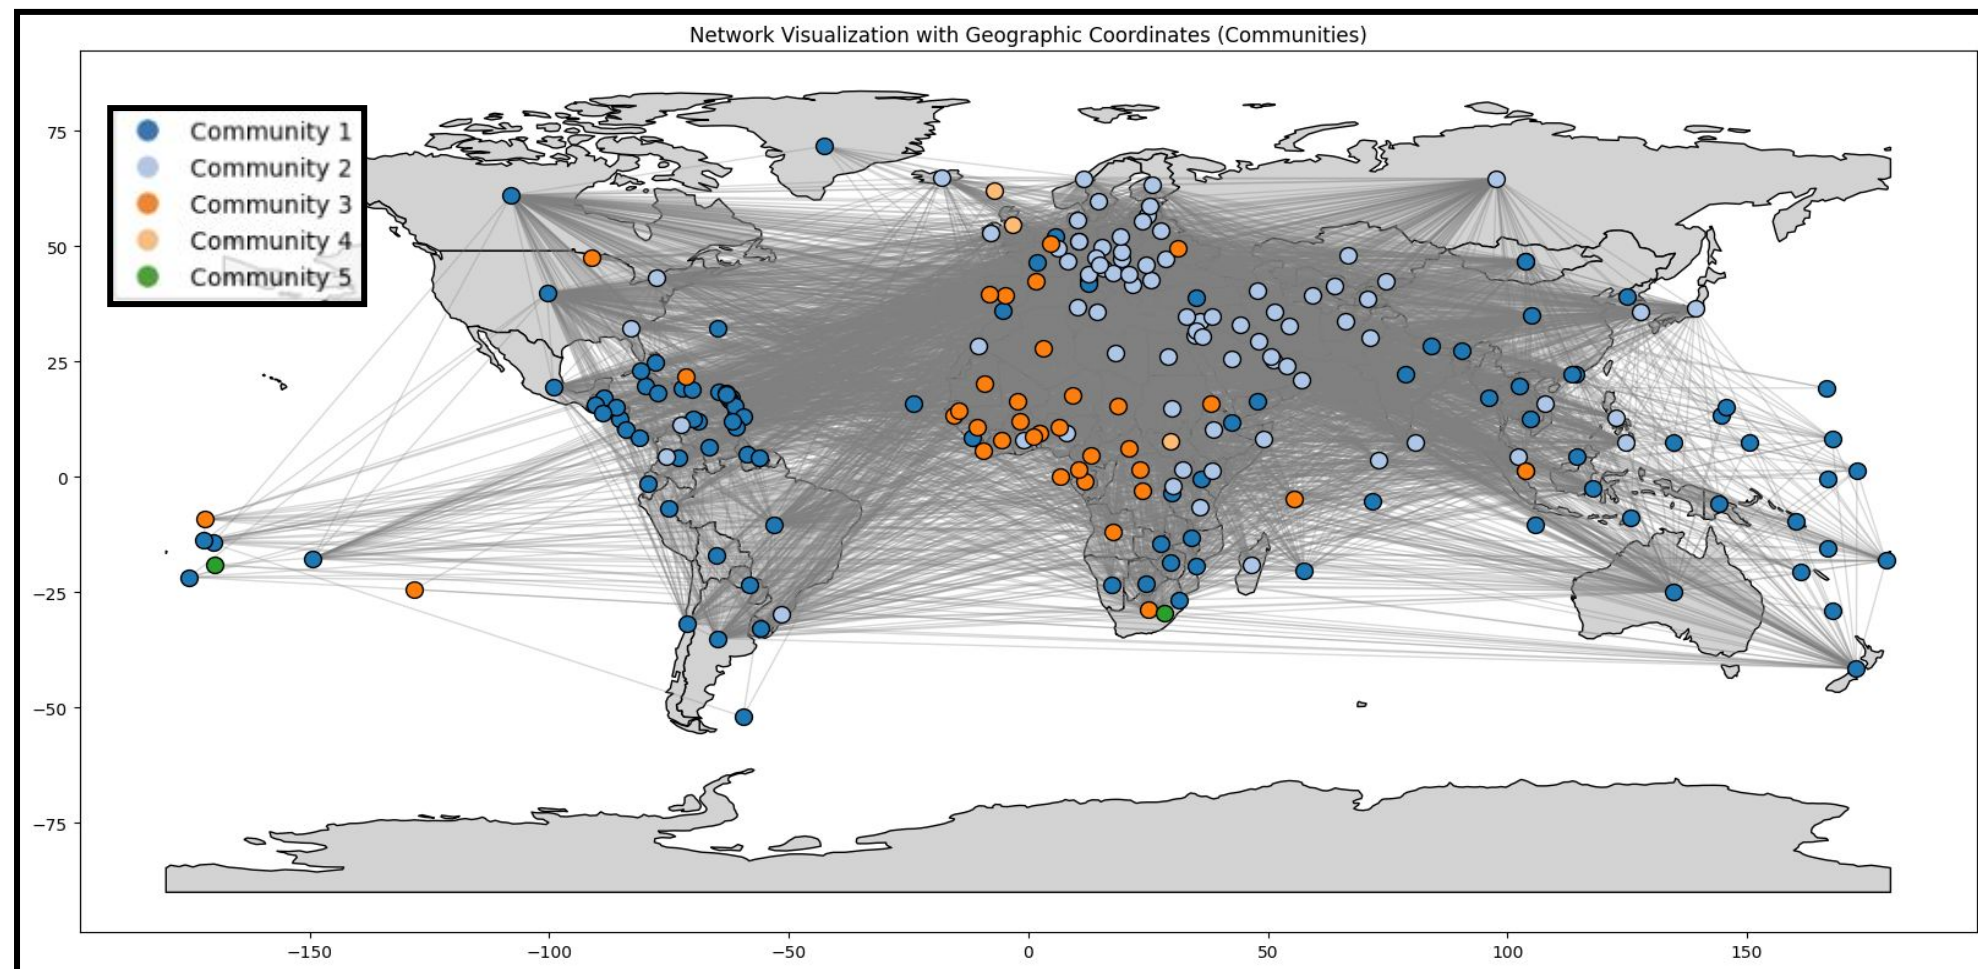 Network Visualization with Geographic Coordinates (Communities)
Community 1
Community 2
Community 3
Community 4
Community 5
75
50
25
0
−25
−50
−75
−150
−100
−50
0
50
100
150